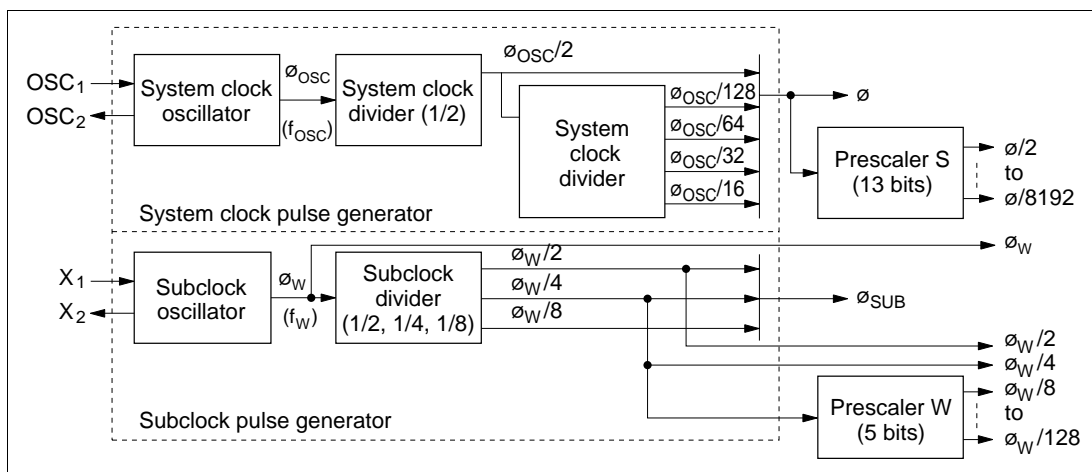 OSC1
OSC2
System clock
oscillator
øOSC
(fOSC)
System clock
divider (1/2)
øOSC/2
System
clock
divider
øOSC/128
øOSC/64
øOSC/32
øOSC/16
ø
Prescaler S
(13 bits)
ø/2
to
ø/8192
System clock pulse generator
X1
X2
Subclock
oscillator
øW
(fW)
Subclock
divider
(1/2, 1/4, 1/8)
øW/2
øW/4
øW/8
øW
øSUB
øW/2
øW/4
Prescaler W
(5 bits)
øW/8
to
øW/128
Subclock pulse generator